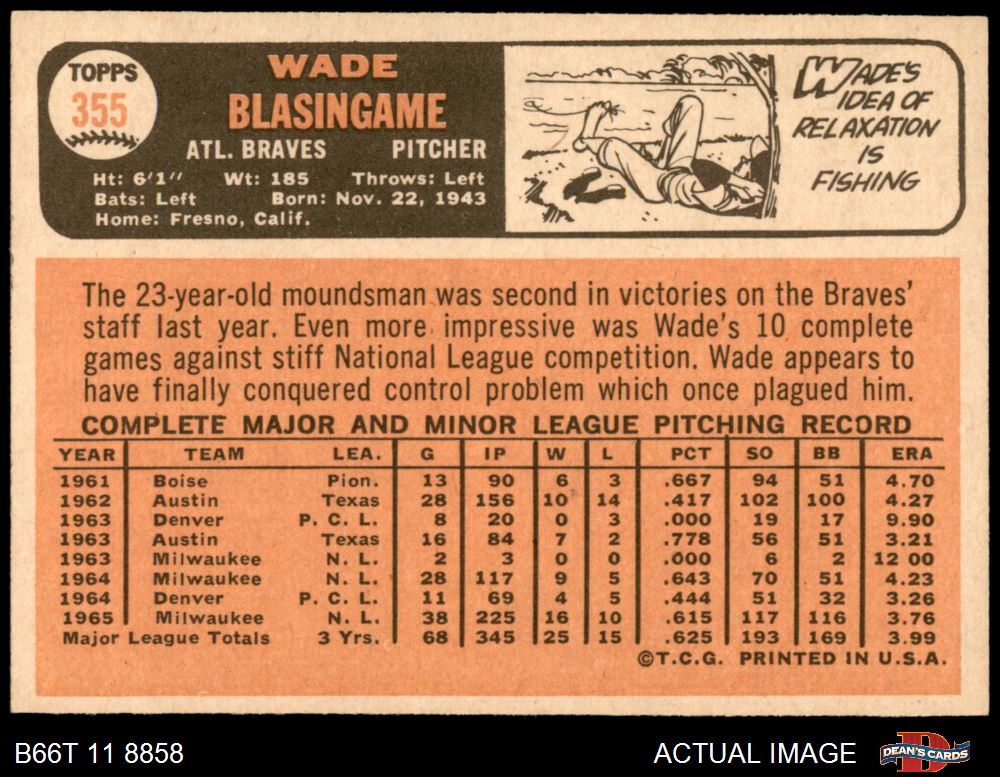 TOPPS
355
WADE
BLASINGAME
ATL. BRAVES PITCHER
Ht: 6'1" Wt: 185 Throws: Left
Bats: Left Born: Nov. 22, 1943
Home: Fresno, Calif.
WADE'S
IDEA OF
RELAXATION
IS
FISHING
The 23-year-old moundsman was second in victories on the Braves'
staff last year. Even more impressive was Wade's 10 complete
games against stiff National League competition. Wade appears to
have finally conquered control problem which once plagued him.
COMPLETE MAJOR AND MINOR LEAGUE PITCHING RECORD
YEAR TEAM LEA. G IP W L PCT SO BB ERA
1961 Boise Pion. 13 90 6 3 .667 94 51 4.70
1962 Austin Texas 28 156 10 14 .417 102 100 4.27
1963 Denver P. C. L. 8 20 0 3 .000 19 17 9.90
1963 Austin Texas 16 84 7 2 .778 56 51 3.21
1963 Milwaukee N. L. 2 3 0 0 .000 6 2 12 00
1964 Milwaukee N. L. 28 117 9 5 .643 70 51 4.23
1964 Denver P. C. L. 11 69 4 5 .444 51 32 3.26
1965 Milwaukee N. L. 38 225 16 10 .615 117 116 3.76
Major League Totals 3 Yrs. 68 345 25 15 .625 193 169 3.99
©T.C.G. PRINTED IN U.S.A.
B66T 11 8858 ACTUAL IMAGE DEAN'S CARDS